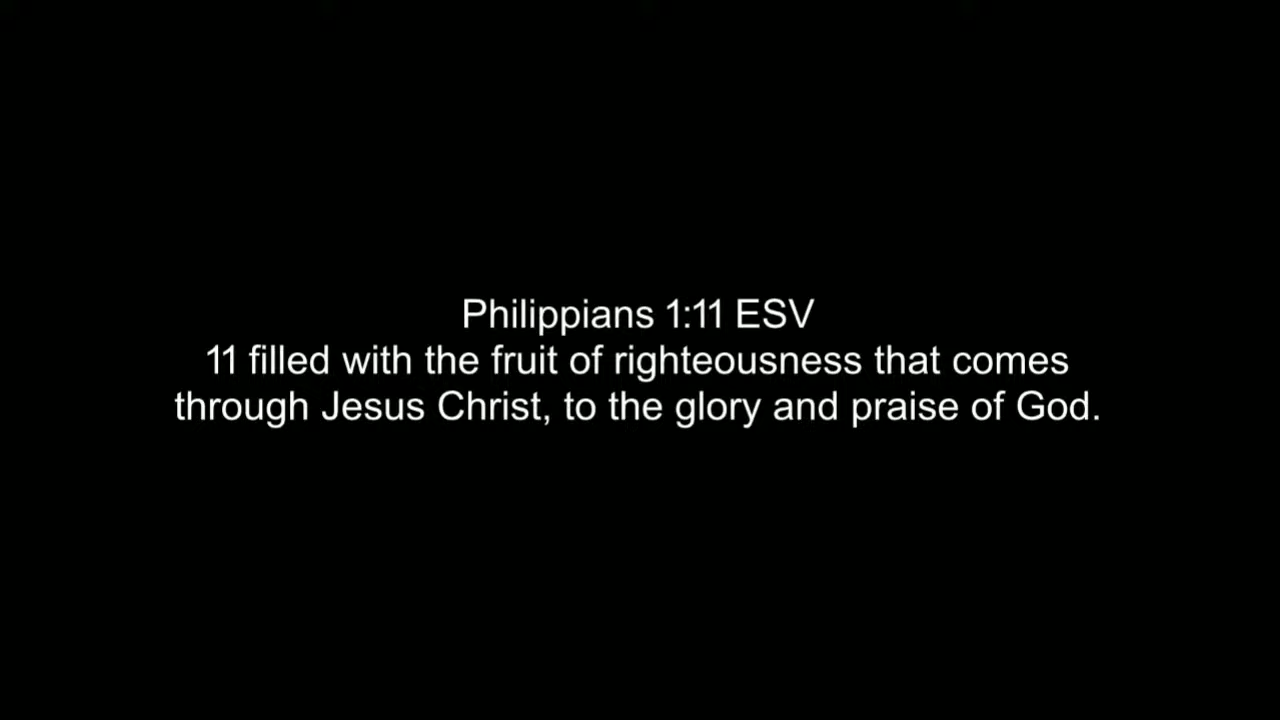 Philippians 1:11 ESV
11 filled with the fruit of righteousness that comes
through Jesus Christ, to the glory and praise of God.